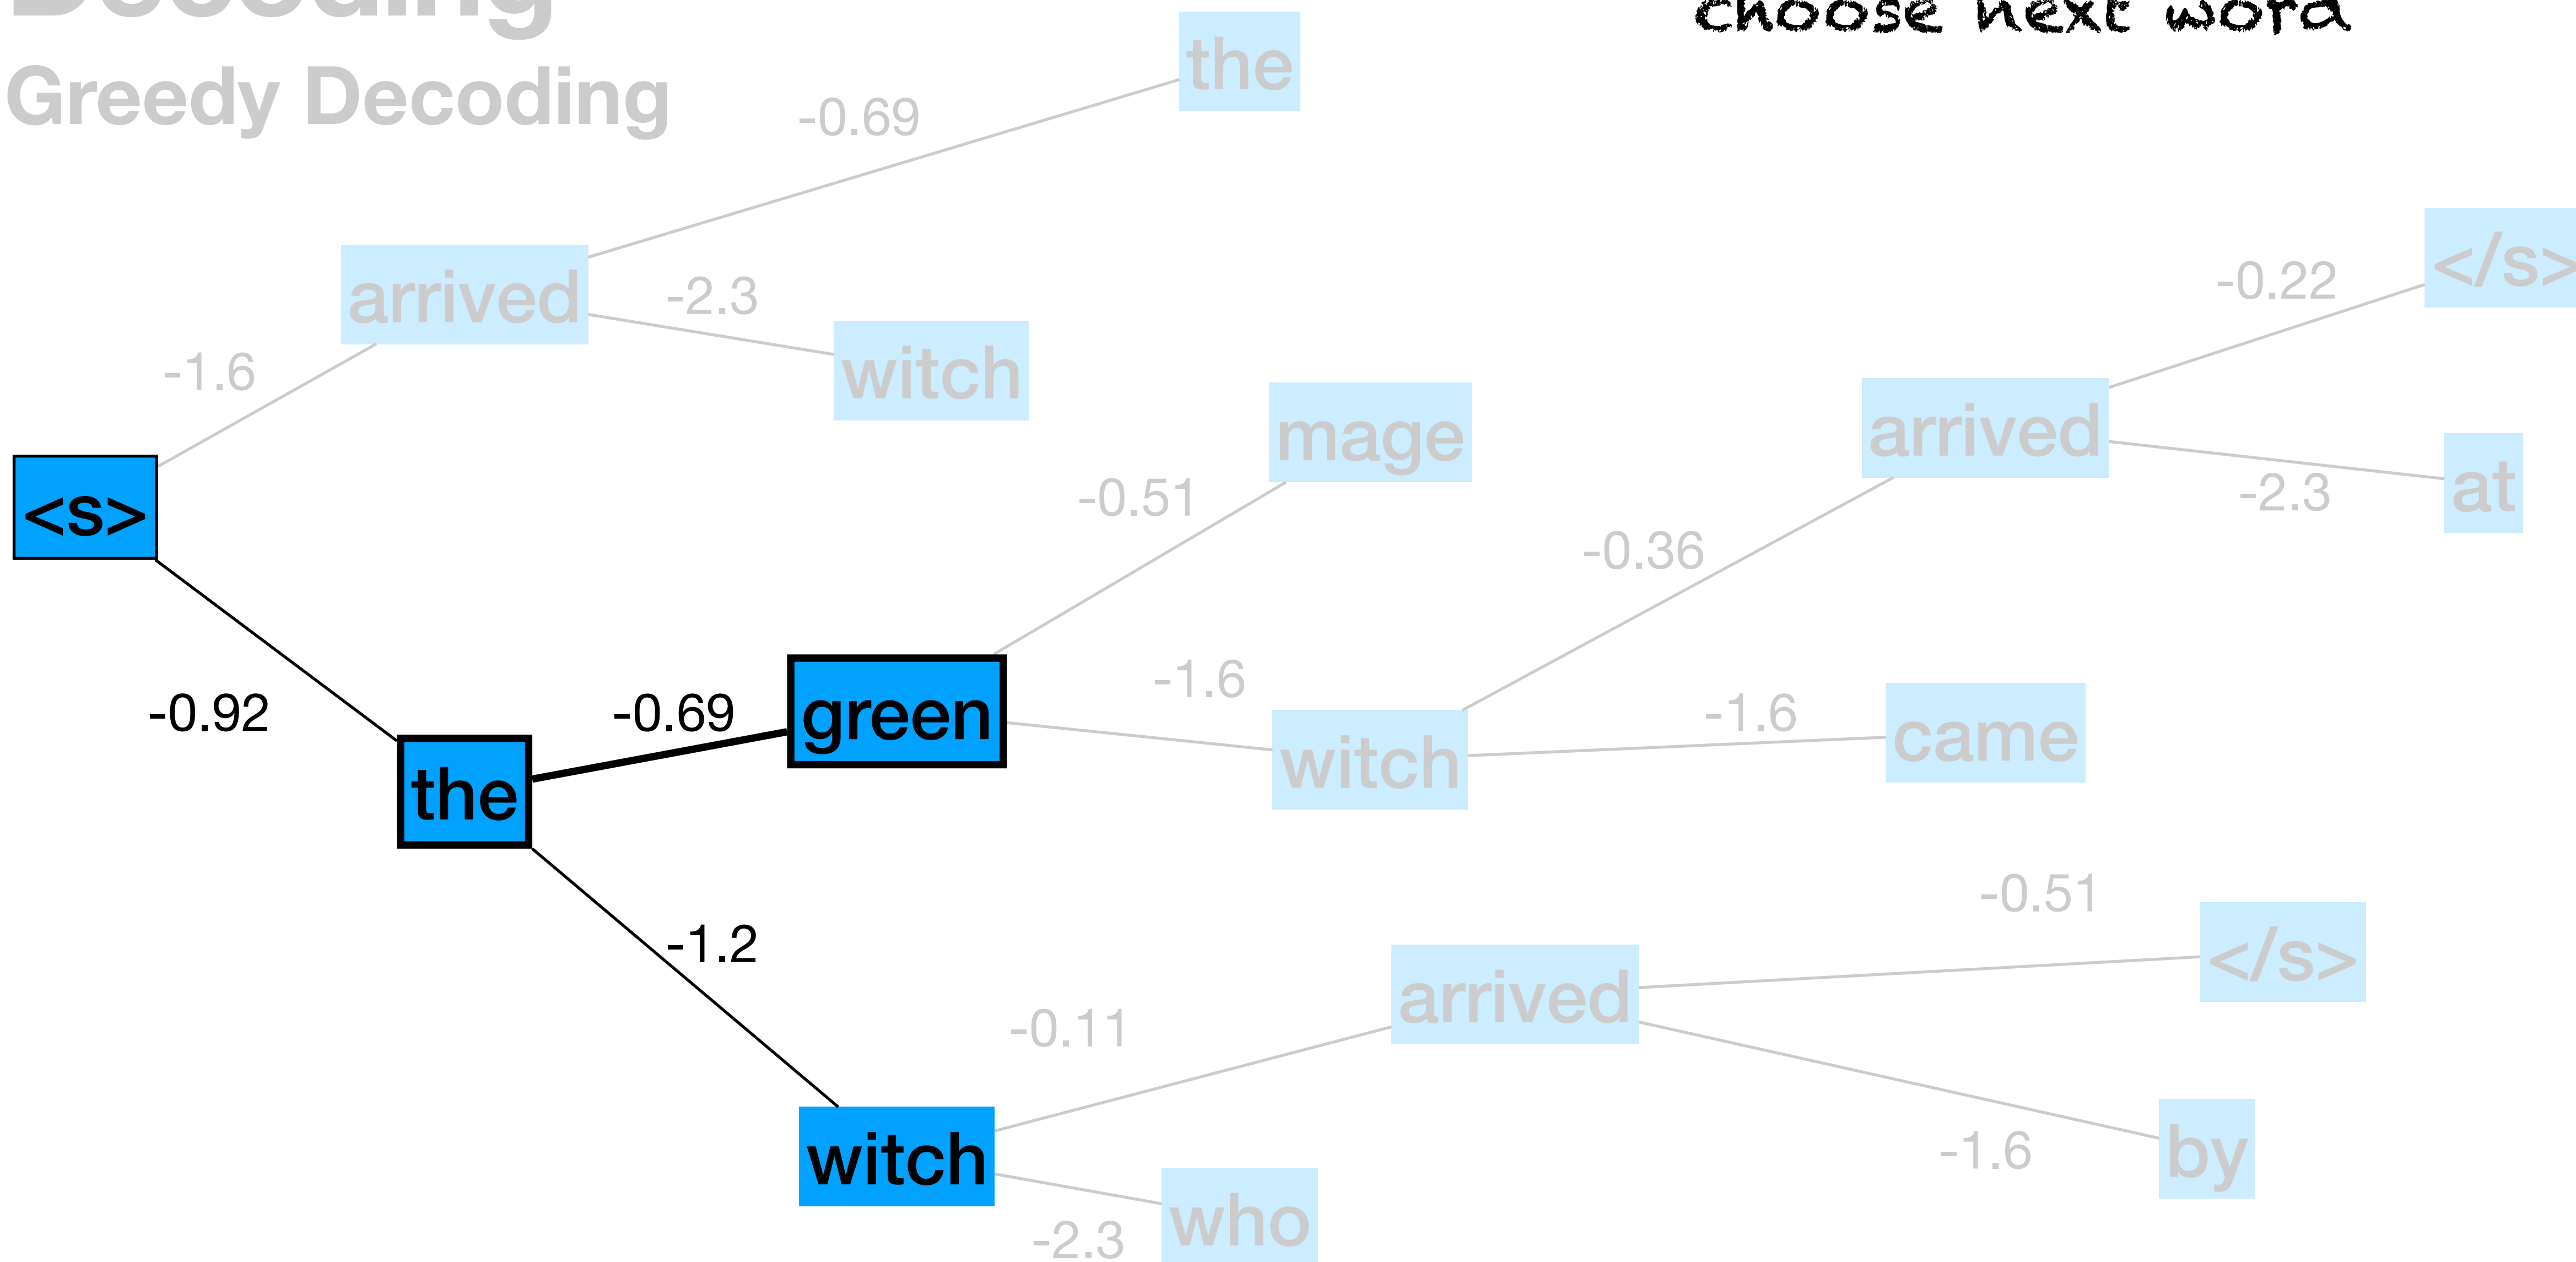 Decoding
choose next word
Greedy Decoding
the
-0.69
arrived
-2.3
witch
-1.6
<s>
-0.92
the
-0.69
green
-0.51
mage
-1.6
witch
-0.36
arrived
-0.22
</s>
-2.3
at
-1.6
came
-1.2
witch
-0.11
arrived
-0.51
</s>
-1.6
by
-2.3
who